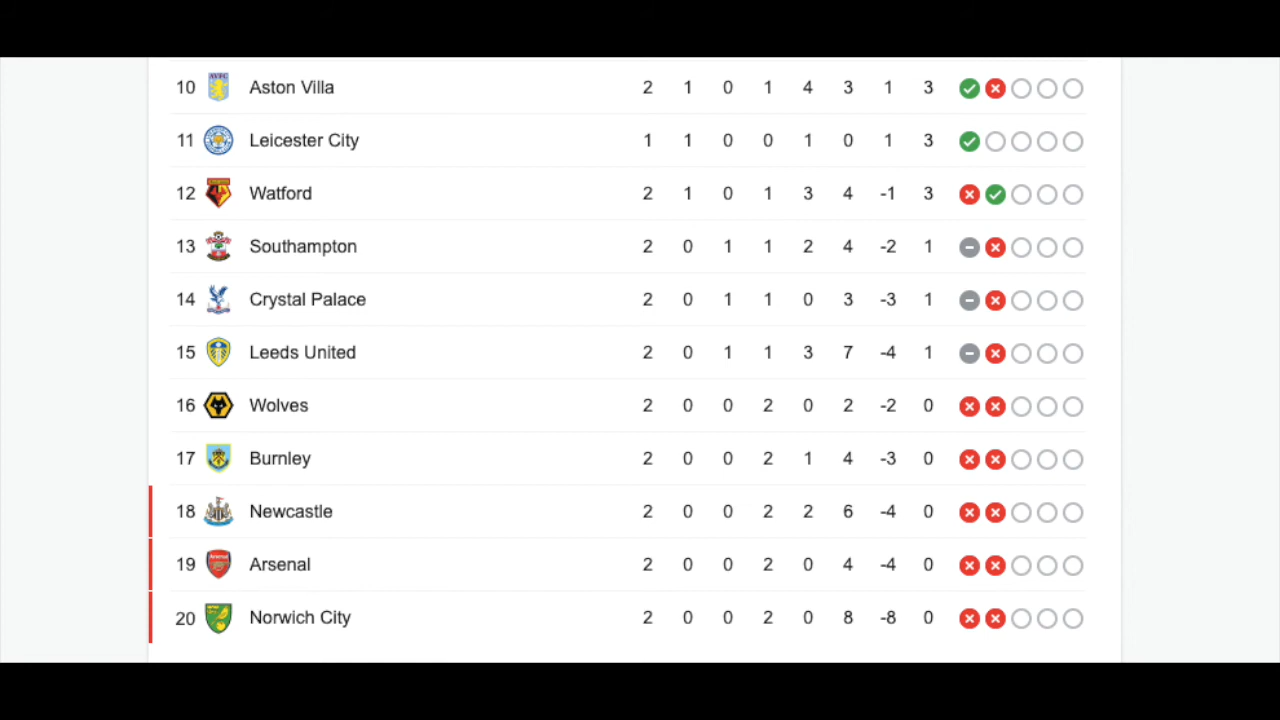 10 Aston Villa 2 1 0 1 4 3 1 3
11 Leicester City 1 1 0 0 1 0 1 3
12 Watford 2 1 0 1 3 4 -1 3
13 Southampton 2 0 1 1 2 4 -2 1
14 Crystal Palace 2 0 1 1 0 3 -3 1
15 Leeds United 2 0 1 1 3 7 -4 1
16 Wolves 2 0 0 2 0 2 -2 0
17 Burnley 2 0 0 2 1 4 -3 0
18 Newcastle 2 0 0 2 2 6 -4 0
19 Arsenal 2 0 0 2 0 4 -4 0
20 Norwich City 2 0 0 2 0 8 -8 0